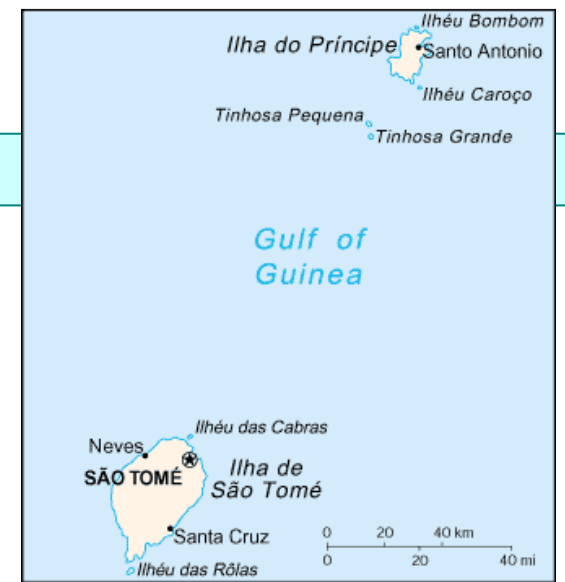 Ilhéu Bombom
Ilha do Príncipe
Santo Antonio
Ilhéu Caroço
Tinhosa Pequena
Tinhosa Grande
Gulf of
Guinea
Ilhéu das Cabras
Neves
SÃO TOMÉ
Ilha de
São Tomé
Santa Cruz
0 20 40 km
0 20 40 mi
Ilhéu das Rôlas